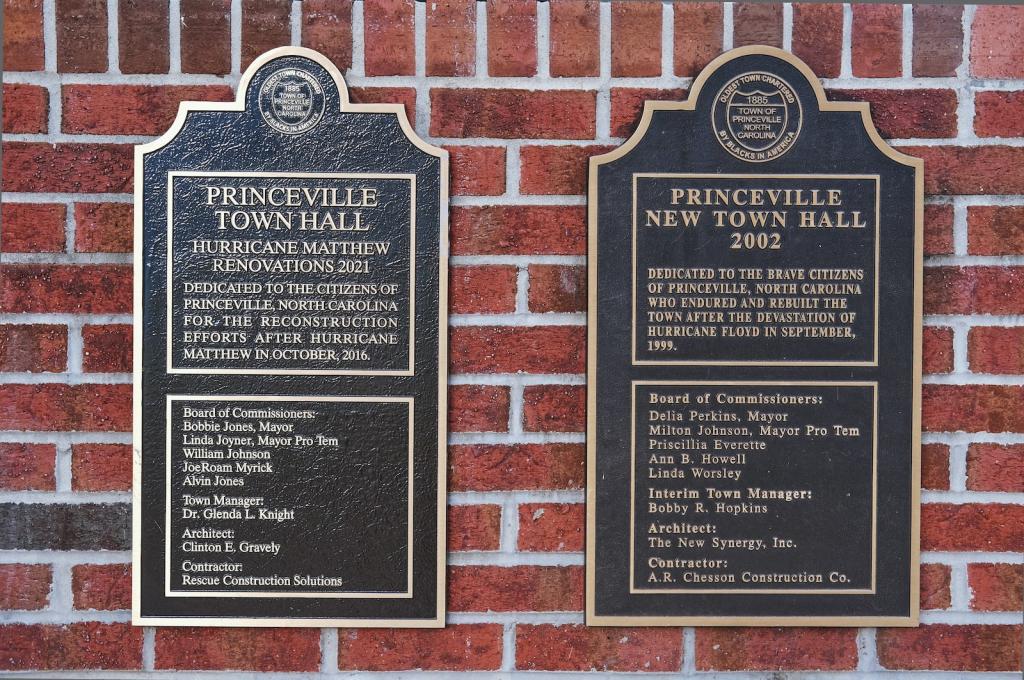 OLDEST TOWN CHARTERED
1885
TOWN OF
PRINCEVILLE
NORTH
CAROLINA
BY BLACKS IN AMERICA
PRINCEVILLE
TOWN HALL
HURRICANE MATTHEW
RENOVATIONS 2021
DEDICATED TO THE CITIZENS OF
PRINCEVILLE, NORTH CAROLINA
FOR THE RECONSTRUCTION
EFFORTS AFTER HURRICANE
MATTHEW IN OCTOBER, 2016.
Board of Commissioners:
Bobbie Jones, Mayor
Linda Joyner, Mayor Pro Tem
William Johnson
JoeRoam Myrick
Alvin Jones
Town Manager:
Dr. Glenda L. Knight
Architect:
Clinton E. Gravely
Contractor:
Rescue Construction Solutions
OLDEST TOWN CHARTERED
1885
TOWN OF
PRINCEVILLE
NORTH
CAROLINA
BY BLACKS IN AMERICA
PRINCEVILLE
NEW TOWN HALL
2002
DEDICATED TO THE BRAVE CITIZENS
OF PRINCEVILLE, NORTH CAROLINA
WHO ENDURED AND REBUILT THE
TOWN AFTER THE DEVASTATION OF
HURRICANE FLOYD IN SEPTEMBER,
1999.
Board of Commissioners:
Delia Perkins, Mayor
Milton Johnson, Mayor Pro Tem
Priscillia Everette
Ann B. Howell
Linda Worsley
Interim Town Manager:
Bobby R. Hopkins
Architect:
The New Synergy, Inc.
Contractor:
A.R. Chesson Construction Co.